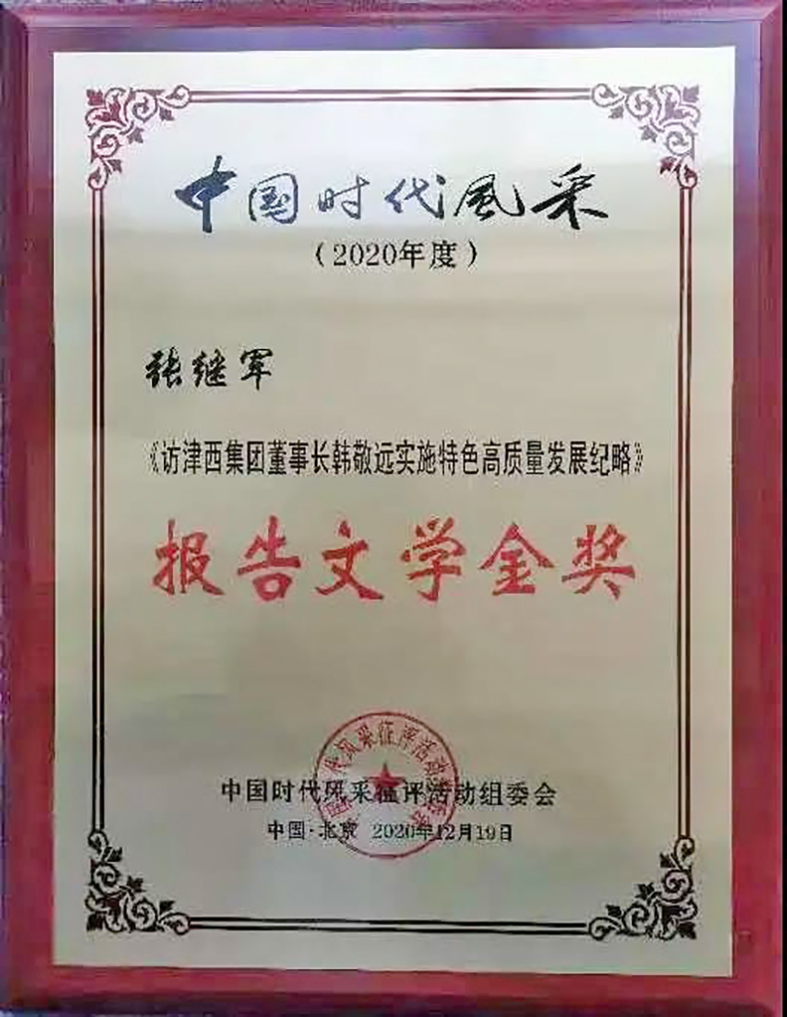 中国时代風采
（2020年度）
张继军
《访津西集团董事长韩敬远实施特色高质量发展纪略》
报告文学金奖
中国时代风采征评活动组委会
中国·北京 2020年12月19日